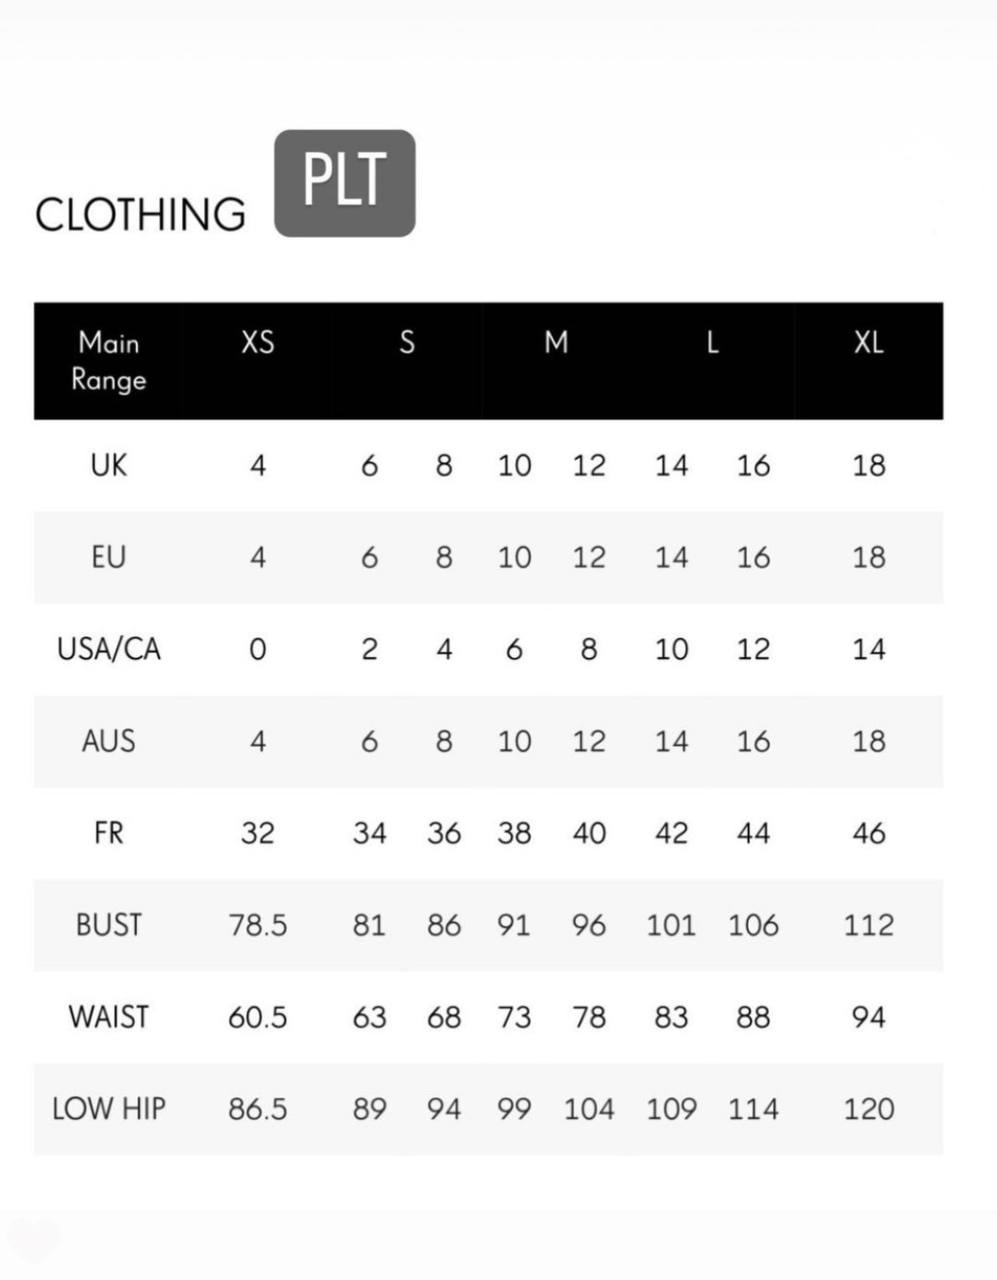 PLT
CLOTHING
Main Range XS S M L XL
UK 4 6 8 10 12 14 16 18
EU 4 6 8 10 12 14 16 18
USA/CA 0 2 4 6 8 10 12 14
AUS 4 6 8 10 12 14 16 18
FR 32 34 36 38 40 42 44 46
BUST 78.5 81 86 91 96 101 106 112
WAIST 60.5 63 68 73 78 83 88 94
LOW HIP 86.5 89 94 99 104 109 114 120